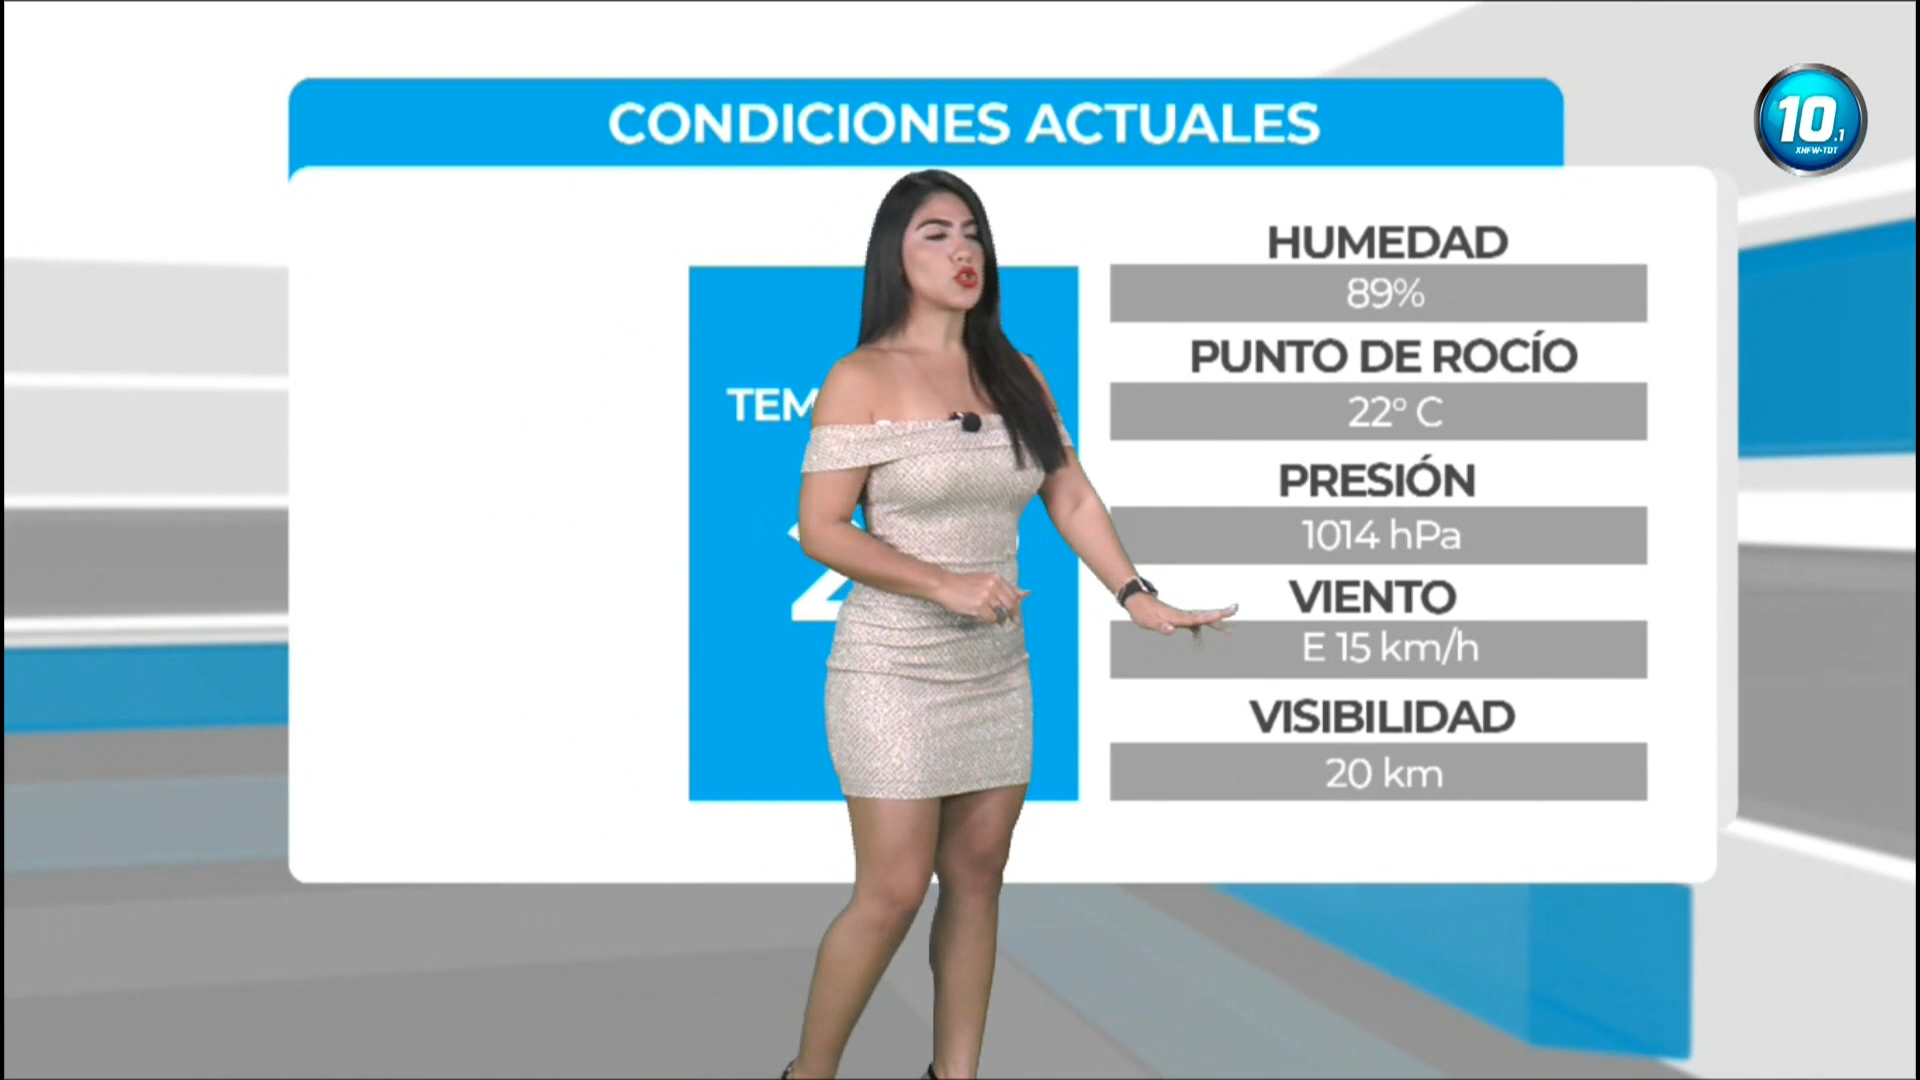 CONDICIONES ACTUALES
10.1
XHFW-TDT
HUMEDAD
89%
PUNTO DE ROCÍO
22° C
PRESIÓN
1014 hPa
VIENTO
E 15 km/h
VISIBILIDAD
20 km